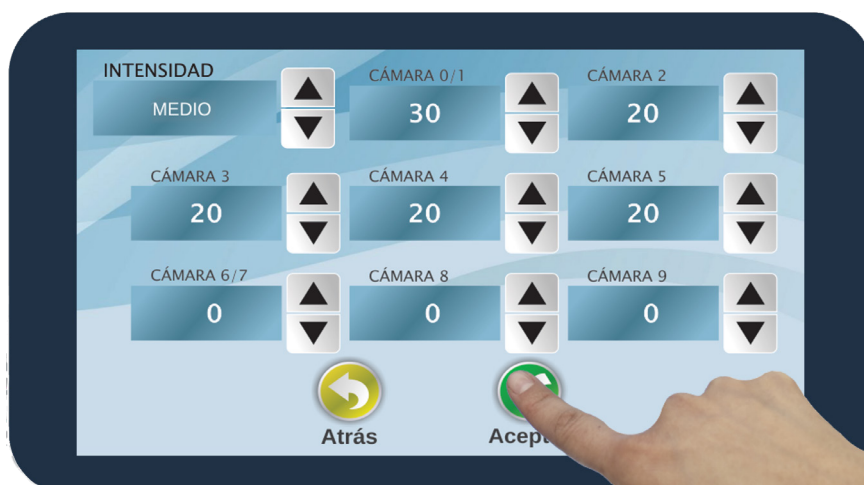 INTENSIDAD
MEDIO
CÁMARA 0/1
30
CÁMARA 2
20
CÁMARA 3
20
CÁMARA 4
20
CÁMARA 5
20
CÁMARA 6/7
0
CÁMARA 8
0
CÁMARA 9
0
Atrás
Acept